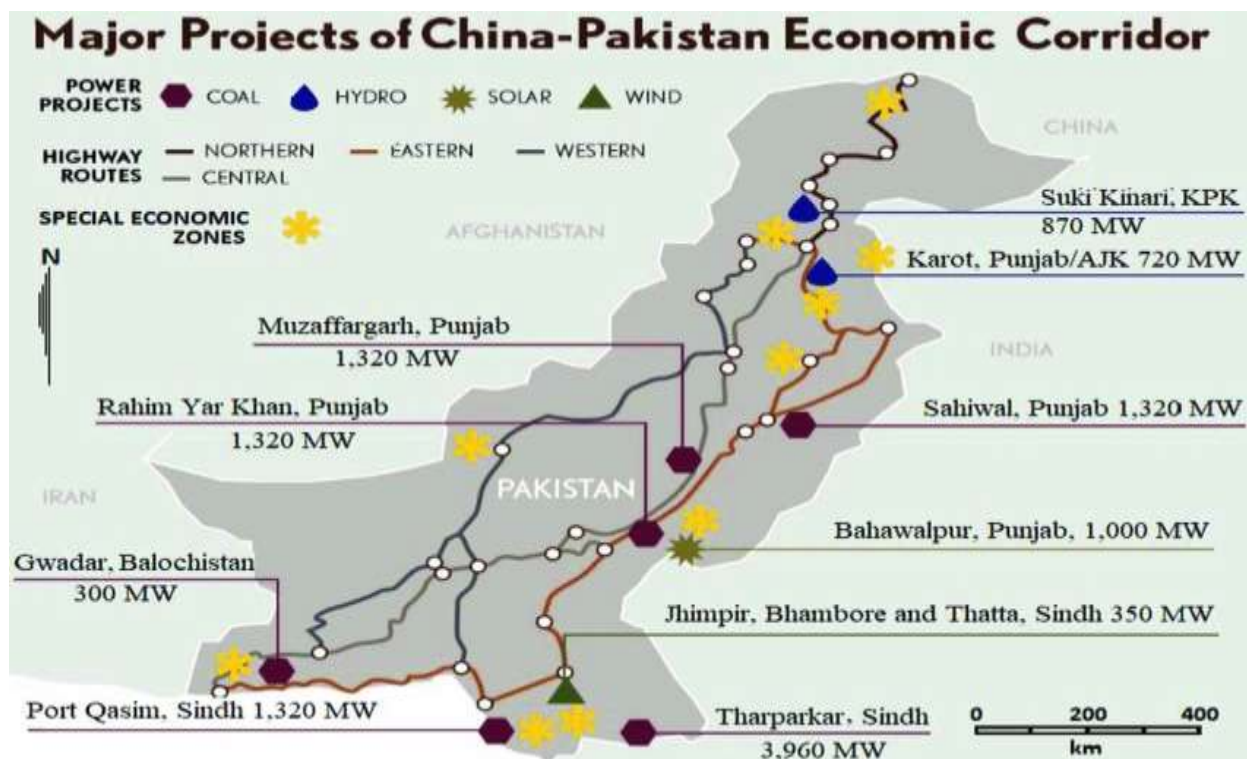 Major Projects of China-Pakistan Economic Corridor
POWER PROJECTS
COAL
HYDRO
SOLAR
WIND
HIGHWAY ROUTES
NORTHERN
EASTERN
WESTERN
CENTRAL
SPECIAL ECONOMIC ZONES
N
CHINA
AFGHANISTAN
Suki Kinari, KPK
870 MW
Karot, Punjab/AJK 720 MW
Muzaffargarh, Punjab
1,320 MW
INDIA
Rahim Yar Khan, Punjab
1,320 MW
Sahiwal, Punjab 1,320 MW
IRAN
PAKISTAN
Bahawalpur, Punjab, 1,000 MW
Gwadar, Balochistan
300 MW
Jhimpir, Bhambore and Thatta, Sindh 350 MW
Port Qasim, Sindh 1,320 MW
Tharparkar, Sindh
3,960 MW
0 200 400
km